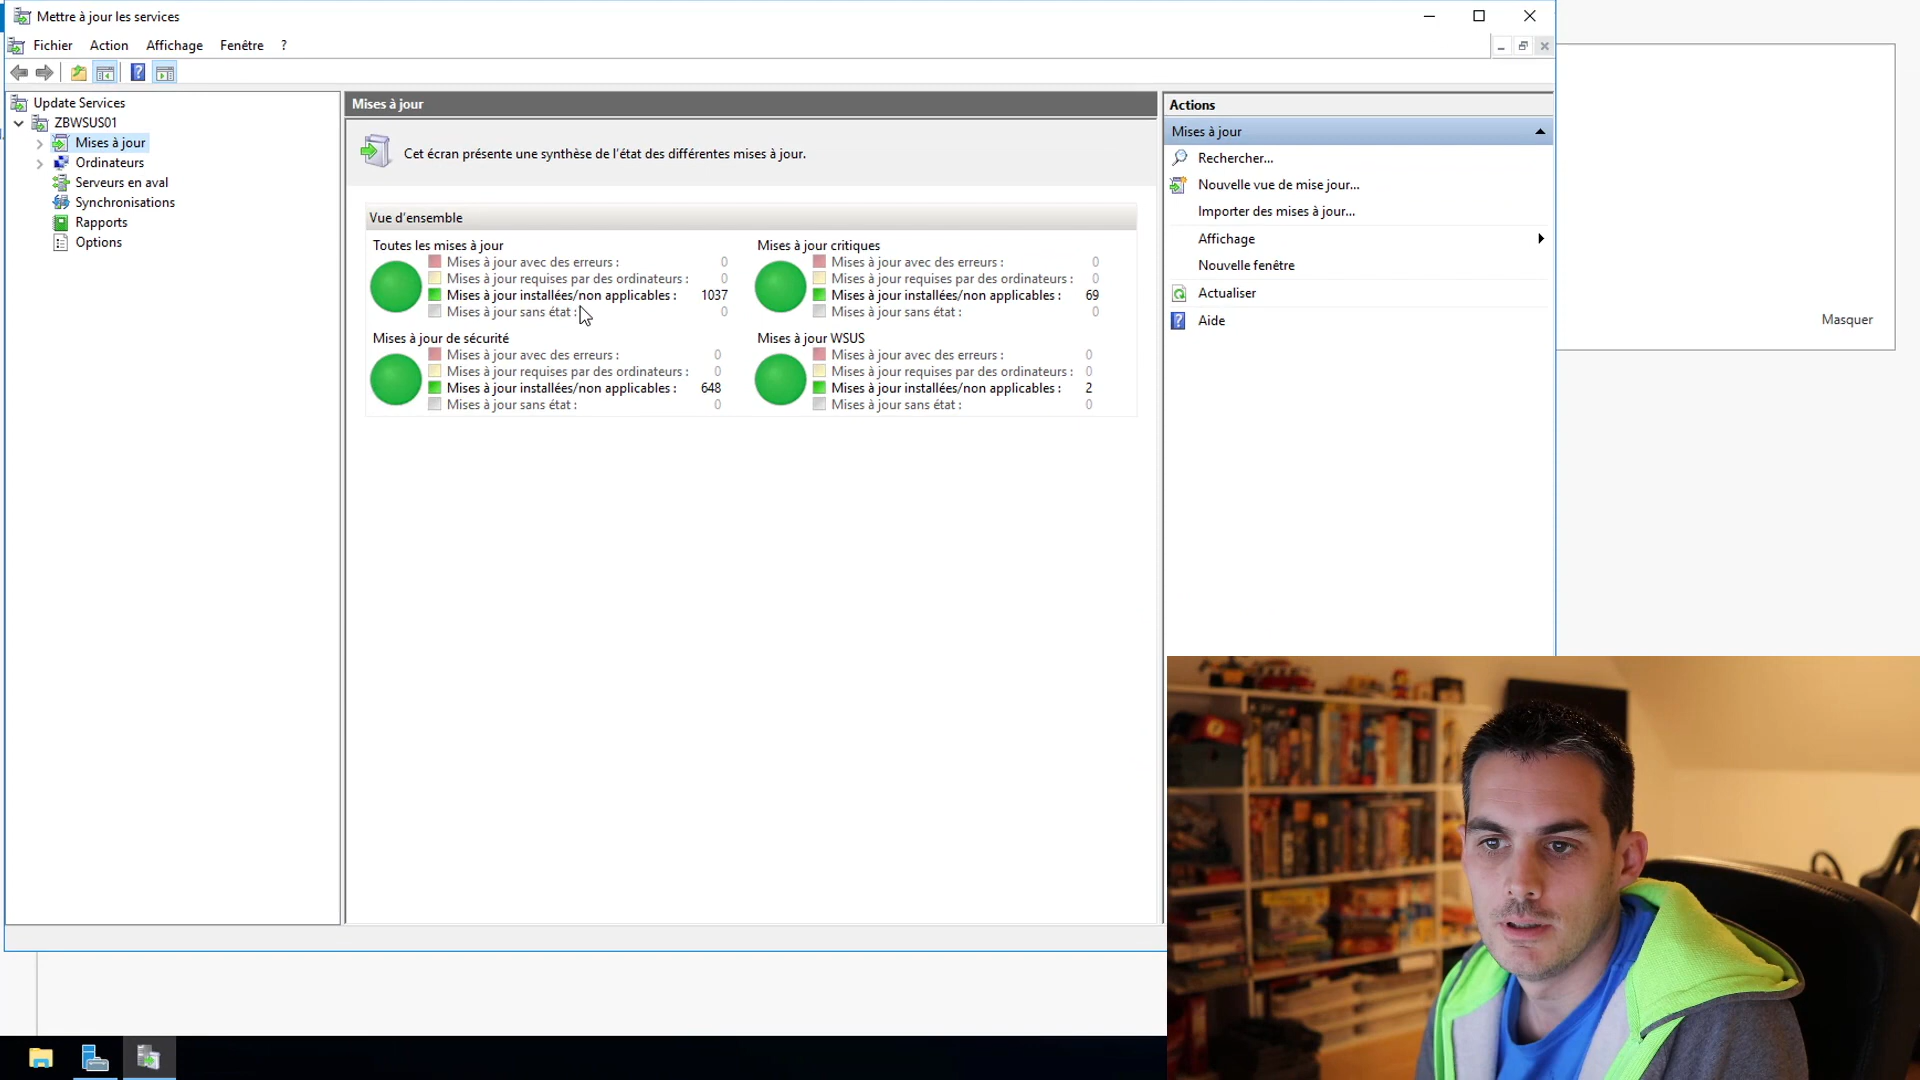 Mettre à jour les services
Fichier Action Affichage Fenêtre ?
Update Services
ZBWSUS01
Mises à jour
Ordinateurs
Serveurs en aval
Synchronisations
Rapports
Options
Mises à jour
Cet écran présente une synthèse de l'état des différentes mises à jour.
Vue d'ensemble
Toutes les mises à jour
Mises à jour avec des erreurs : 0
Mises à jour requises par des ordinateurs : 0
Mises à jour installées/non applicables : 1037
Mises à jour sans état : 0
Mises à jour critiques
Mises à jour avec des erreurs : 0
Mises à jour requises par des ordinateurs : 0
Mises à jour installées/non applicables : 69
Mises à jour sans état : 0
Mises à jour de sécurité
Mises à jour avec des erreurs : 0
Mises à jour requises par des ordinateurs : 0
Mises à jour installées/non applicables : 648
Mises à jour sans état : 0
Mises à jour WSUS
Mises à jour avec des erreurs : 0
Mises à jour requises par des ordinateurs : 0
Mises à jour installées/non applicables : 2
Mises à jour sans état : 0
Actions
Mises à jour
Rechercher...
Nouvelle vue de mise jour...
Importer des mises à jour...
Affichage
Nouvelle fenêtre
Actualiser
Aide
Masquer